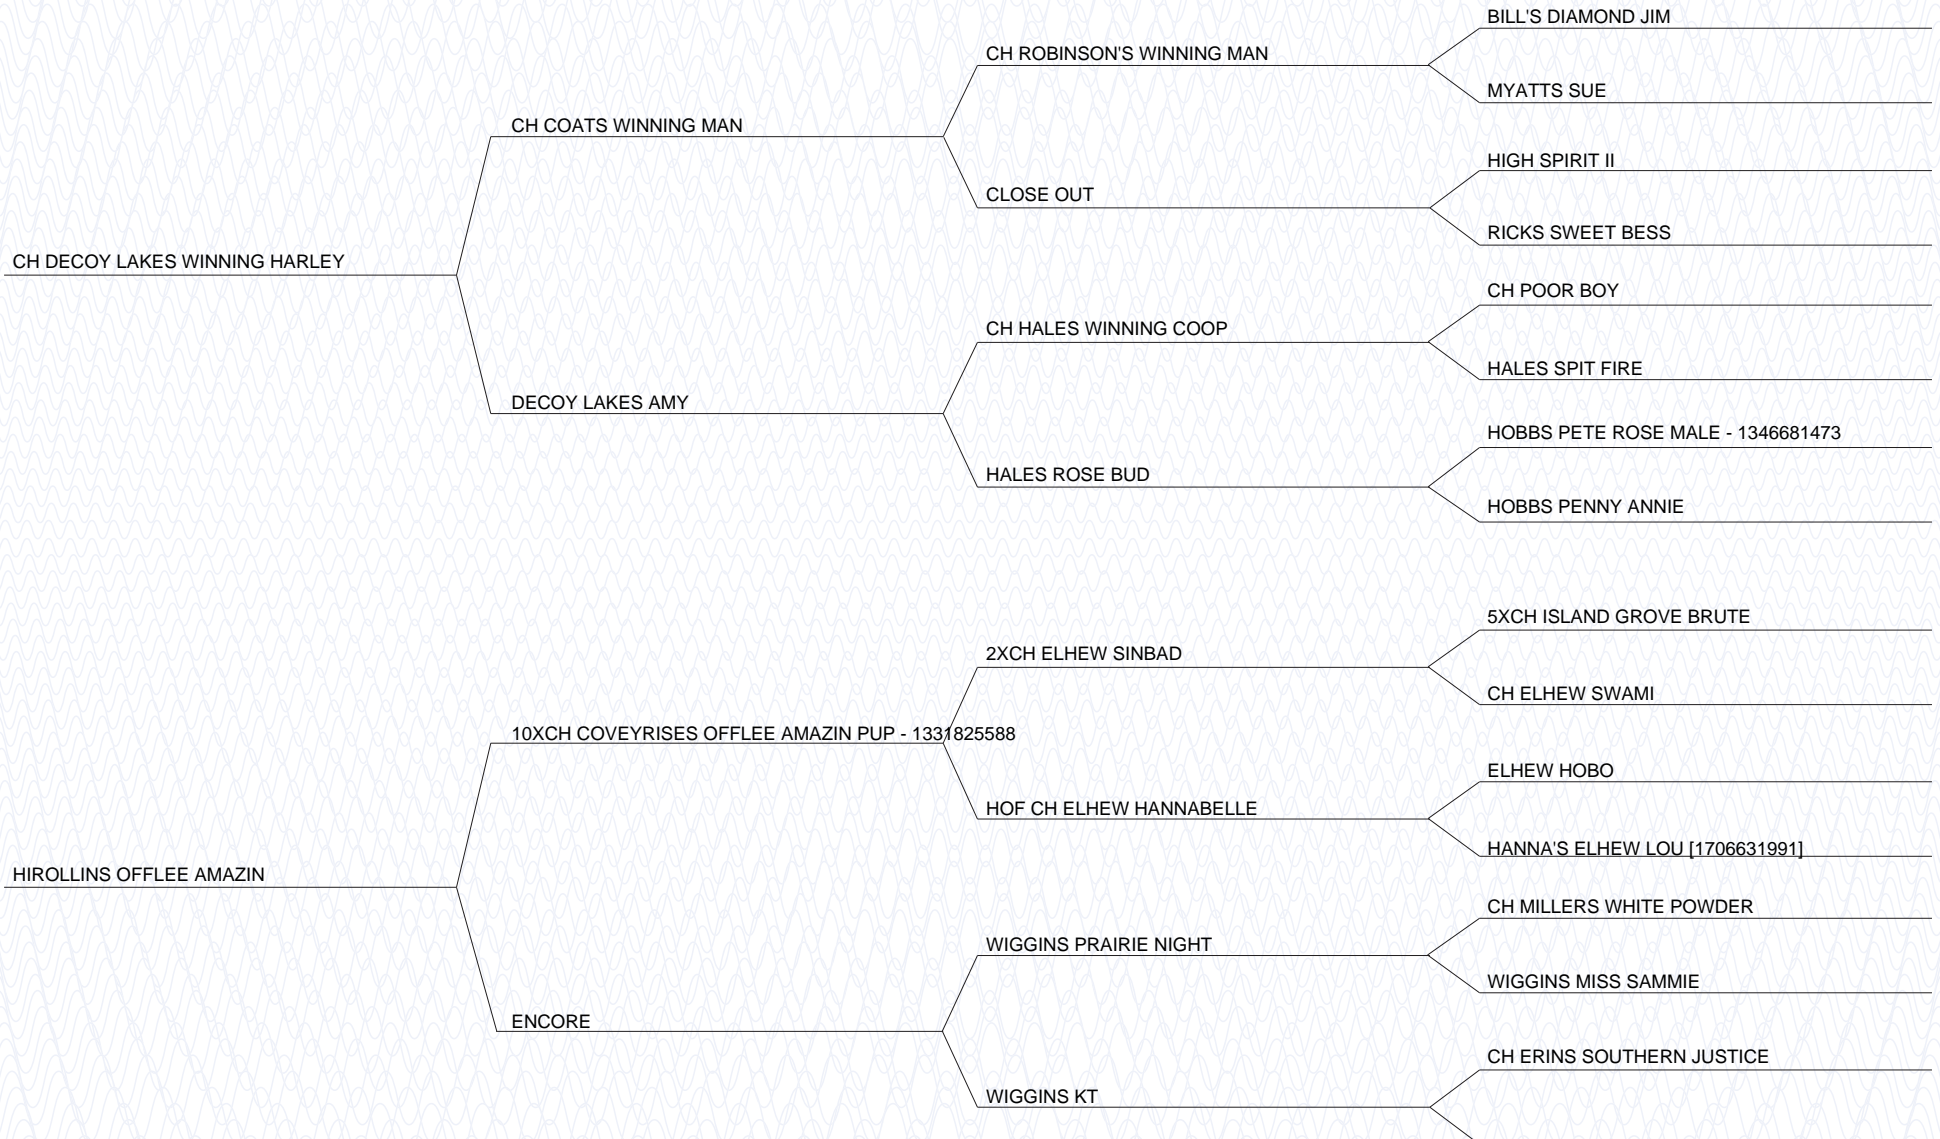 BILL'S DIAMOND JIM
CH ROBINSON'S WINNING MAN
MYATTS SUE
CH COATS WINNING MAN
HIGH SPIRIT II
CLOSE OUT
RICKS SWEET BESS
CH DECOY LAKES WINNING HARLEY
CH POOR BOY
CH HALES WINNING COOP
HALES SPIT FIRE
DECOY LAKES AMY
HOBBS PETE ROSE MALE - 1346681473
HALES ROSE BUD
HOBBS PENNY ANNIE
5XCH ISLAND GROVE BRUTE
2XCH ELHEW SINBAD
CH ELHEW SWAMI
10XCH COVEYRISES OFFLEE AMAZIN PUP - 1331825588
ELHEW HOBO
HOF CH ELHEW HANNABELLE
HANNA'S ELHEW LOU [1706631991]
HIROLLINS OFFLEE AMAZIN
CH MILLERS WHITE POWDER
WIGGINS PRAIRIE NIGHT
WIGGINS MISS SAMMIE
ENCORE
CH ERINS SOUTHERN JUSTICE
WIGGINS KT